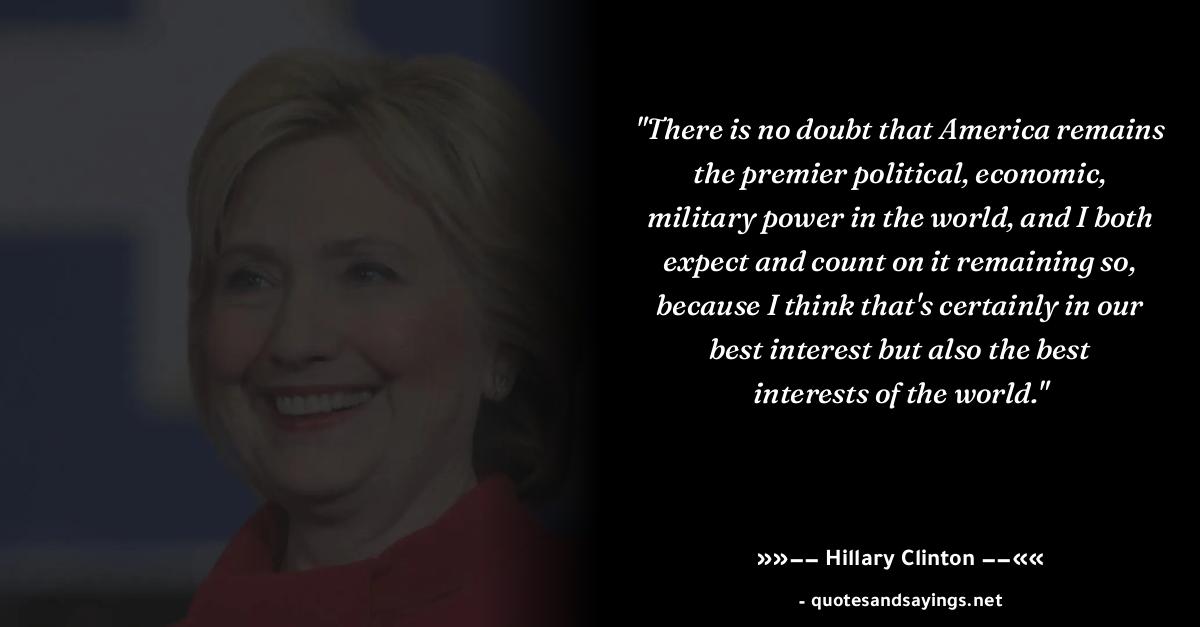 "There is no doubt that America remains
the premier political, economic,
military power in the world, and I both
expect and count on it remaining so,
because I think that's certainly in our
best interest but also the best
interests of the world."
»»−− Hillary Clinton −−««
- quotesandsayings.net